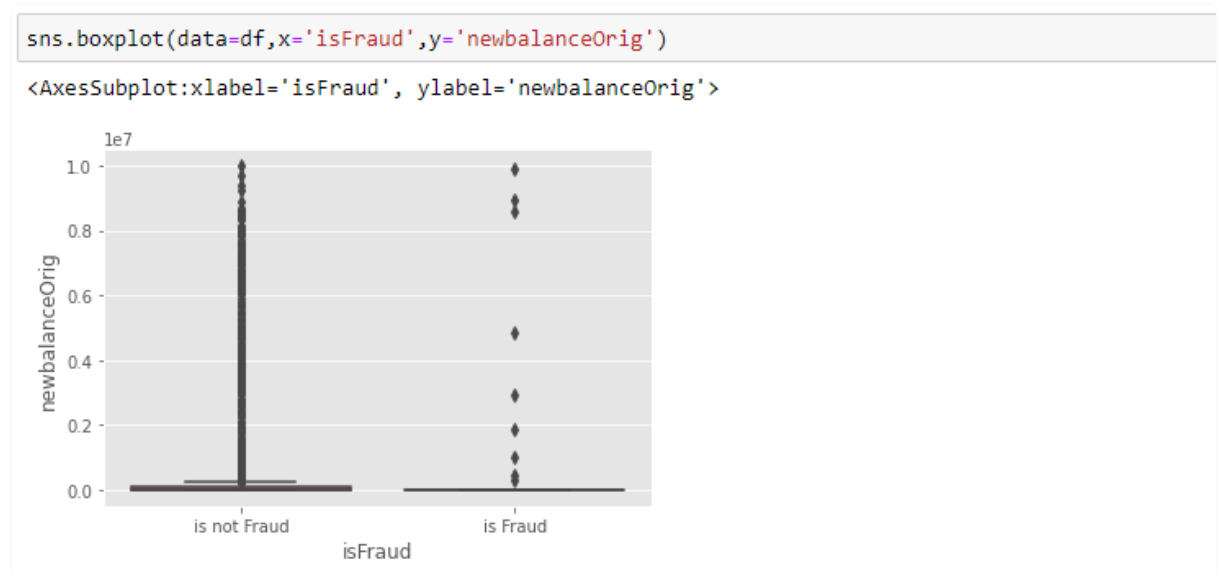 sns.boxplot(data=df,x='isFraud',y='newbalanceOrig')
<AxesSubplot:xlabel='isFraud', ylabel='newbalanceOrig'>
1e7
1.0
0.8
0.6
0.4
0.2
0.0
newbalanceOrig
is not Fraud
is Fraud
isFraud